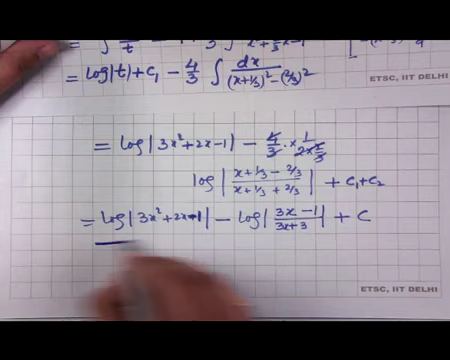 = log|t| + c₁ - 4/3 ∫ dx/((x+1/3)² - (2/3)²)
ETSC, IIT DELHI
= log|3x²+2x-1| - 4/3 · × 1/(2×2/3)
log|(x+1/3 - 2/3)/(x+1/3 + 2/3)| + c₁+c₂
= log|3x²+2x-1| - log|(3x-1)/(3x+3)| + c
ETSC, IIT DELHI